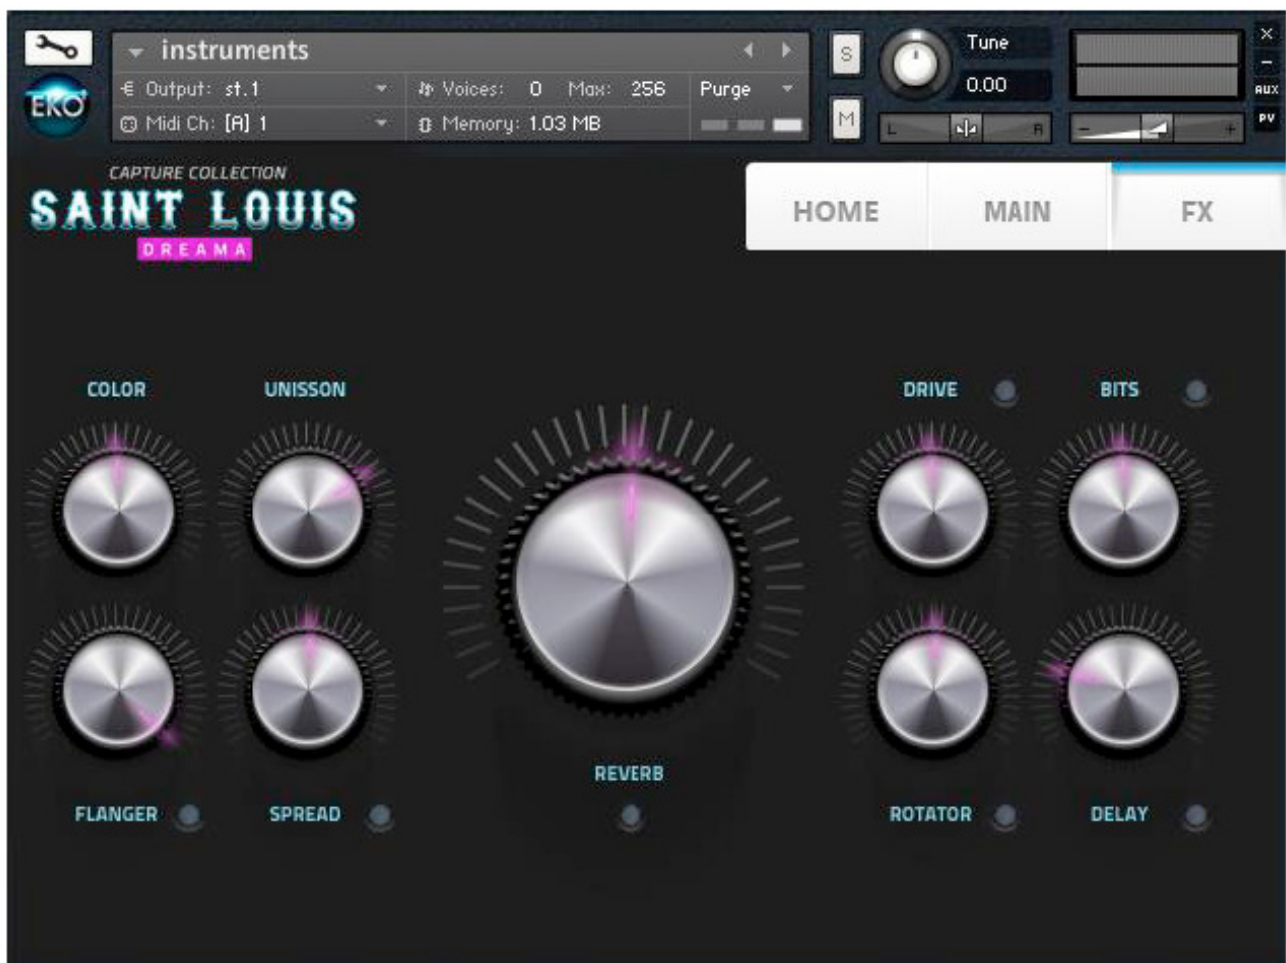 instruments
S
Tune
×
−
EKO
Output: st.1
Voices: 0 Max: 256
Purge
0.00
AUX
Midi Ch: [A] 1
Memory: 1.03 MB
M
L
R
−
+
PV
CAPTURE COLLECTION
SAINT LOUIS
DREAMA
HOME MAIN FX
COLOR UNISSON DRIVE BITS
REVERB
FLANGER SPREAD ROTATOR DELAY